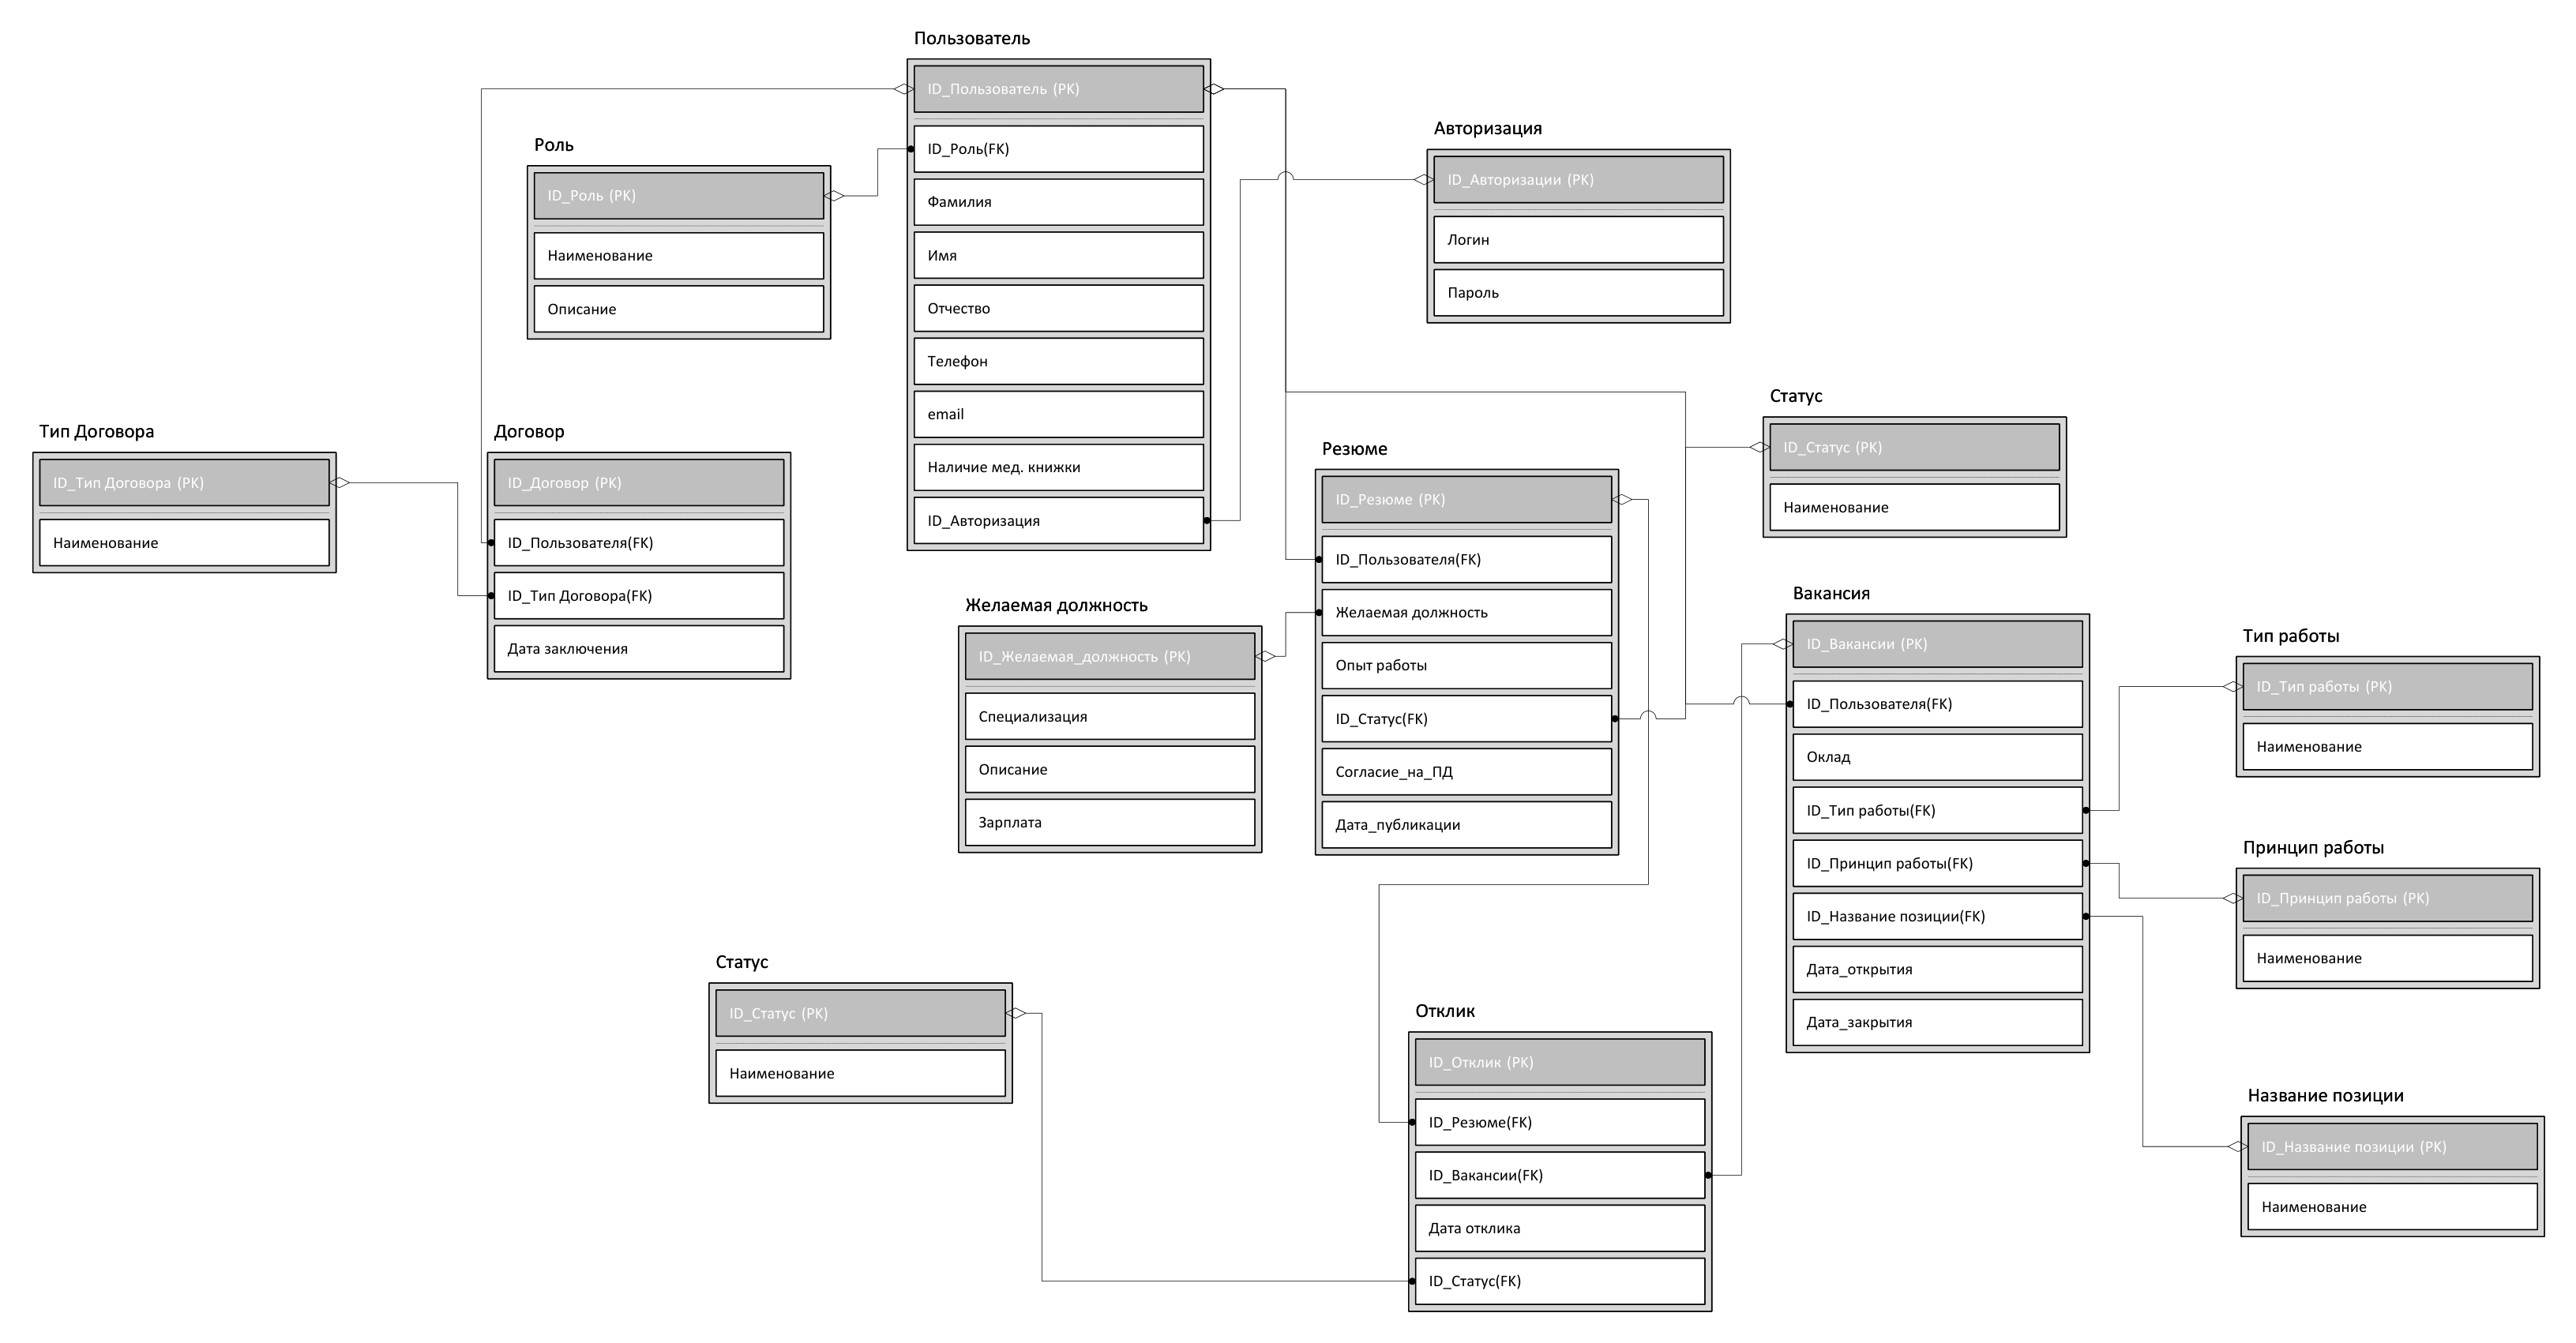 Пользователь
ID_Пользователь (PK)
ID_Роль(FK)
Фамилия
Имя
Отчество
Телефон
email
Наличие мед. книжки
ID_Авторизация
Роль
ID_Роль (PK)
Наименование
Описание
Авторизация
ID_Авторизации (PK)
Логин
Пароль
Тип Договора
ID_Тип Договора (PK)
Наименование
Договор
ID_Договор (PK)
ID_Пользователя(FK)
ID_Тип Договора(FK)
Дата заключения
Статус
ID_Статус (PK)
Наименование
Резюме
ID_Резюме (PK)
ID_Пользователя(FK)
Желаемая должность
Опыт работы
ID_Статус(FK)
Согласие_на_ПД
Дата_публикации
Желаемая должность
ID_Желаемая_должность (PK)
Специализация
Описание
Зарплата
Вакансия
ID_Вакансии (PK)
ID_Пользователя(FK)
Оклад
ID_Тип работы(FK)
ID_Принцип работы(FK)
ID_Название позиции(FK)
Дата_открытия
Дата_закрытия
Тип работы
ID_Тип работы (PK)
Наименование
Принцип работы
ID_Принцип работы (PK)
Наименование
Статус
ID_Статус (PK)
Наименование
Отклик
ID_Отклик (PK)
ID_Резюме(FK)
ID_Вакансии(FK)
Дата отклика
ID_Статус(FK)
Название позиции
ID_Название позиции (PK)
Наименование